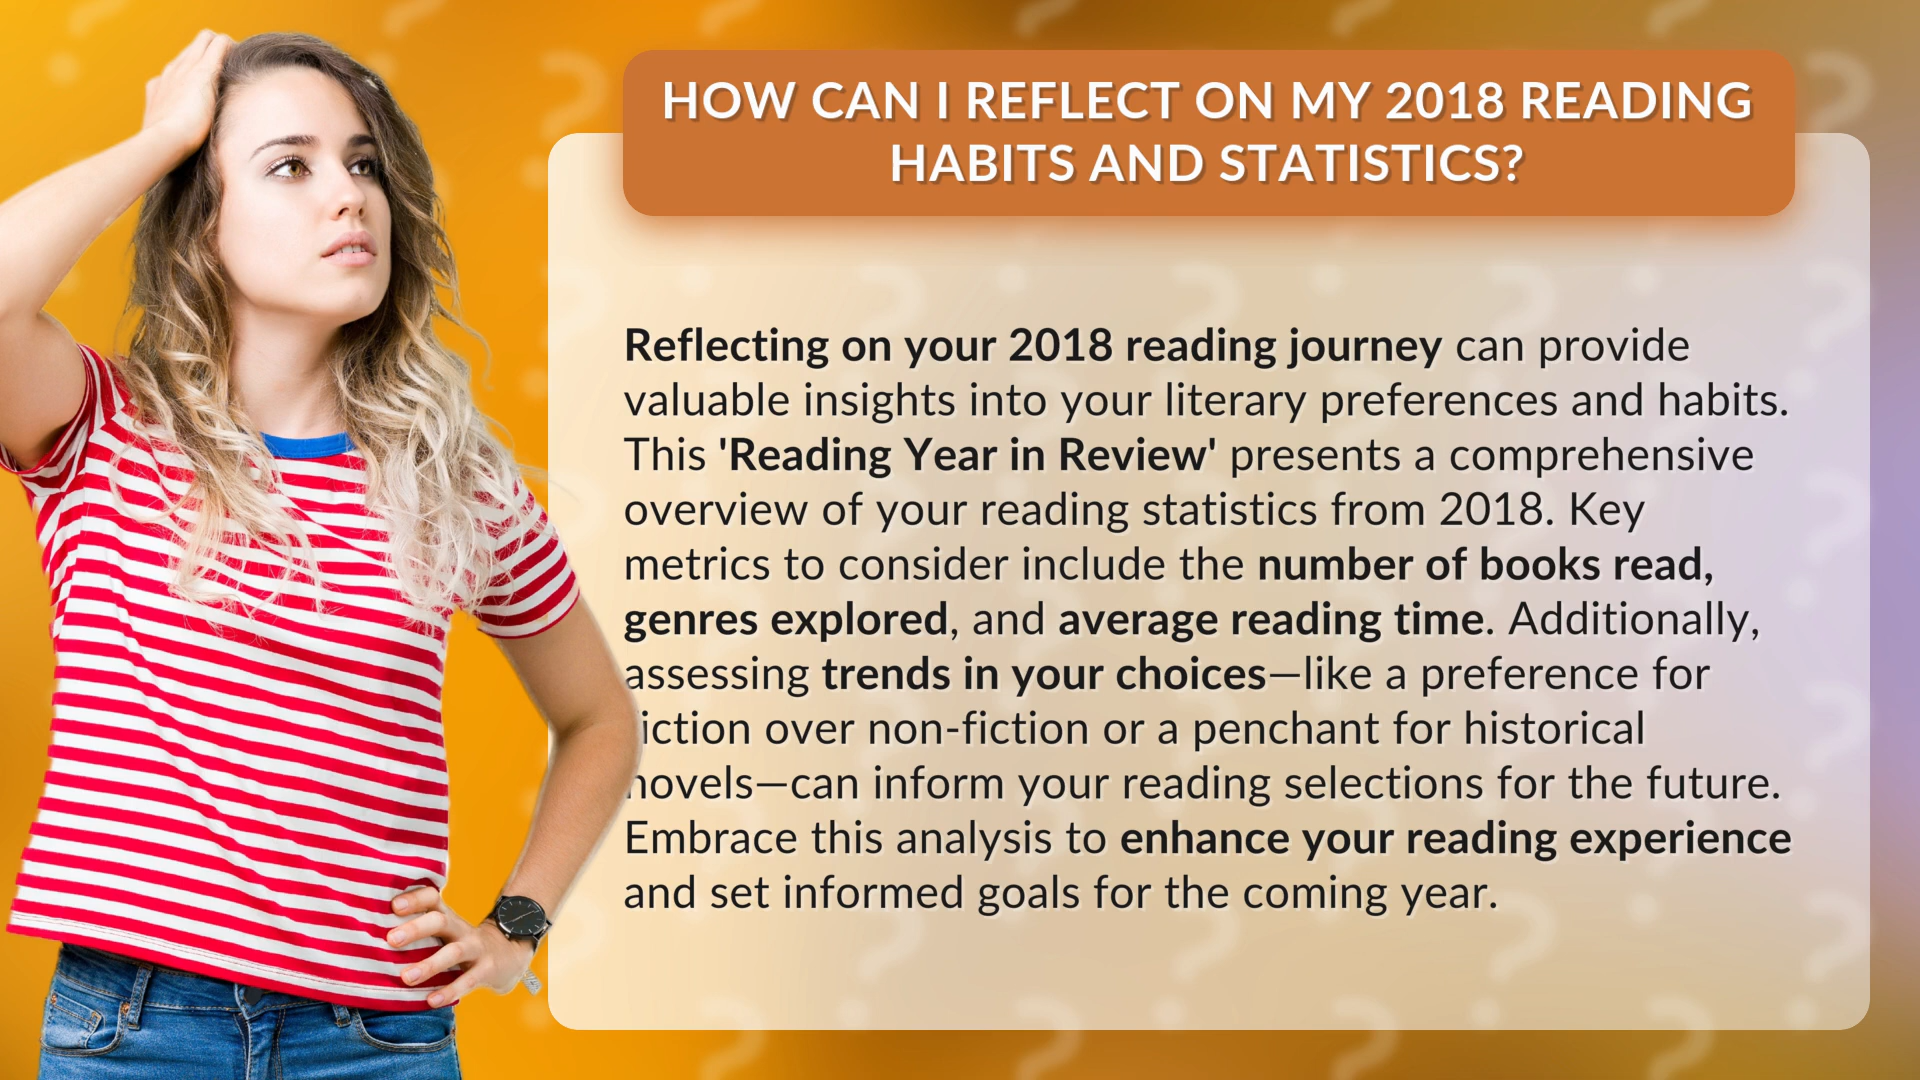 HOW CAN I REFLECT ON MY 2018 READING
HABITS AND STATISTICS?
Reflecting on your 2018 reading journey can provide
valuable insights into your literary preferences and habits.
This 'Reading Year in Review' presents a comprehensive
overview of your reading statistics from 2018. Key
metrics to consider include the number of books read,
genres explored, and average reading time. Additionally,
assessing trends in your choices—like a preference for
fiction over non-fiction or a penchant for historical
novels—can inform your reading selections for the future.
Embrace this analysis to enhance your reading experience
and set informed goals for the coming year.